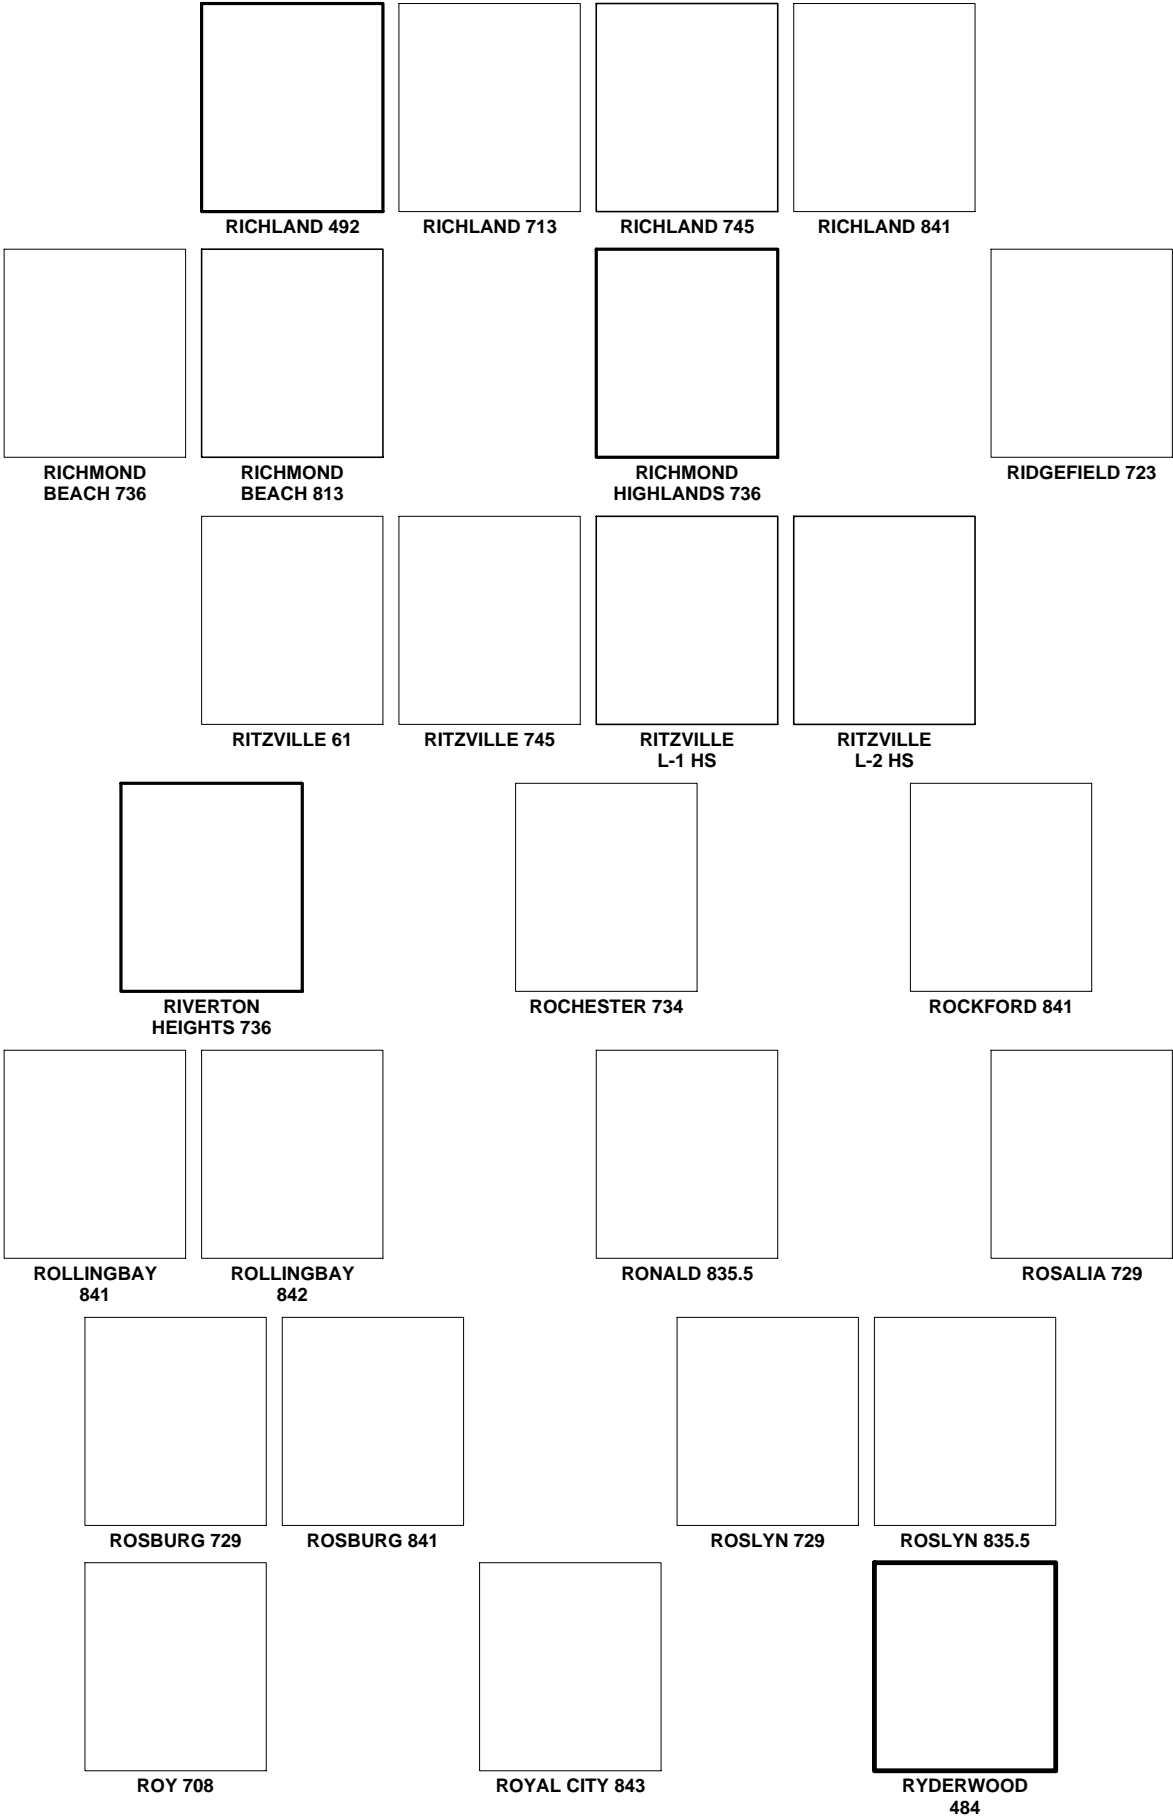 RICHLAND 492
RICHLAND 713
RICHLAND 745
RICHLAND 841
RICHMOND
BEACH 736
RICHMOND
BEACH 813
RICHMOND
HIGHLANDS 736
RIDGEFIELD 723
RITZVILLE 61
RITZVILLE 745
RITZVILLE
L-1 HS
RITZVILLE
L-2 HS
RIVERTON
HEIGHTS 736
ROCHESTER 734
ROCKFORD 841
ROLLINGBAY
841
ROLLINGBAY
842
RONALD 835.5
ROSALIA 729
ROSBURG 729
ROSBURG 841
ROSLYN 729
ROSLYN 835.5
ROY 708
ROYAL CITY 843
RYDERWOOD
484